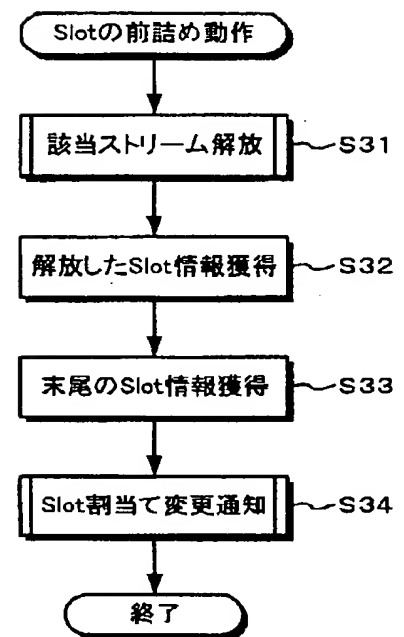 Slotの前詰め動作
該当ストリーム解放 S31
解放したSlot情報獲得 S32
末尾のSlot情報獲得 S33
Slot割当て変更通知 S34
終了